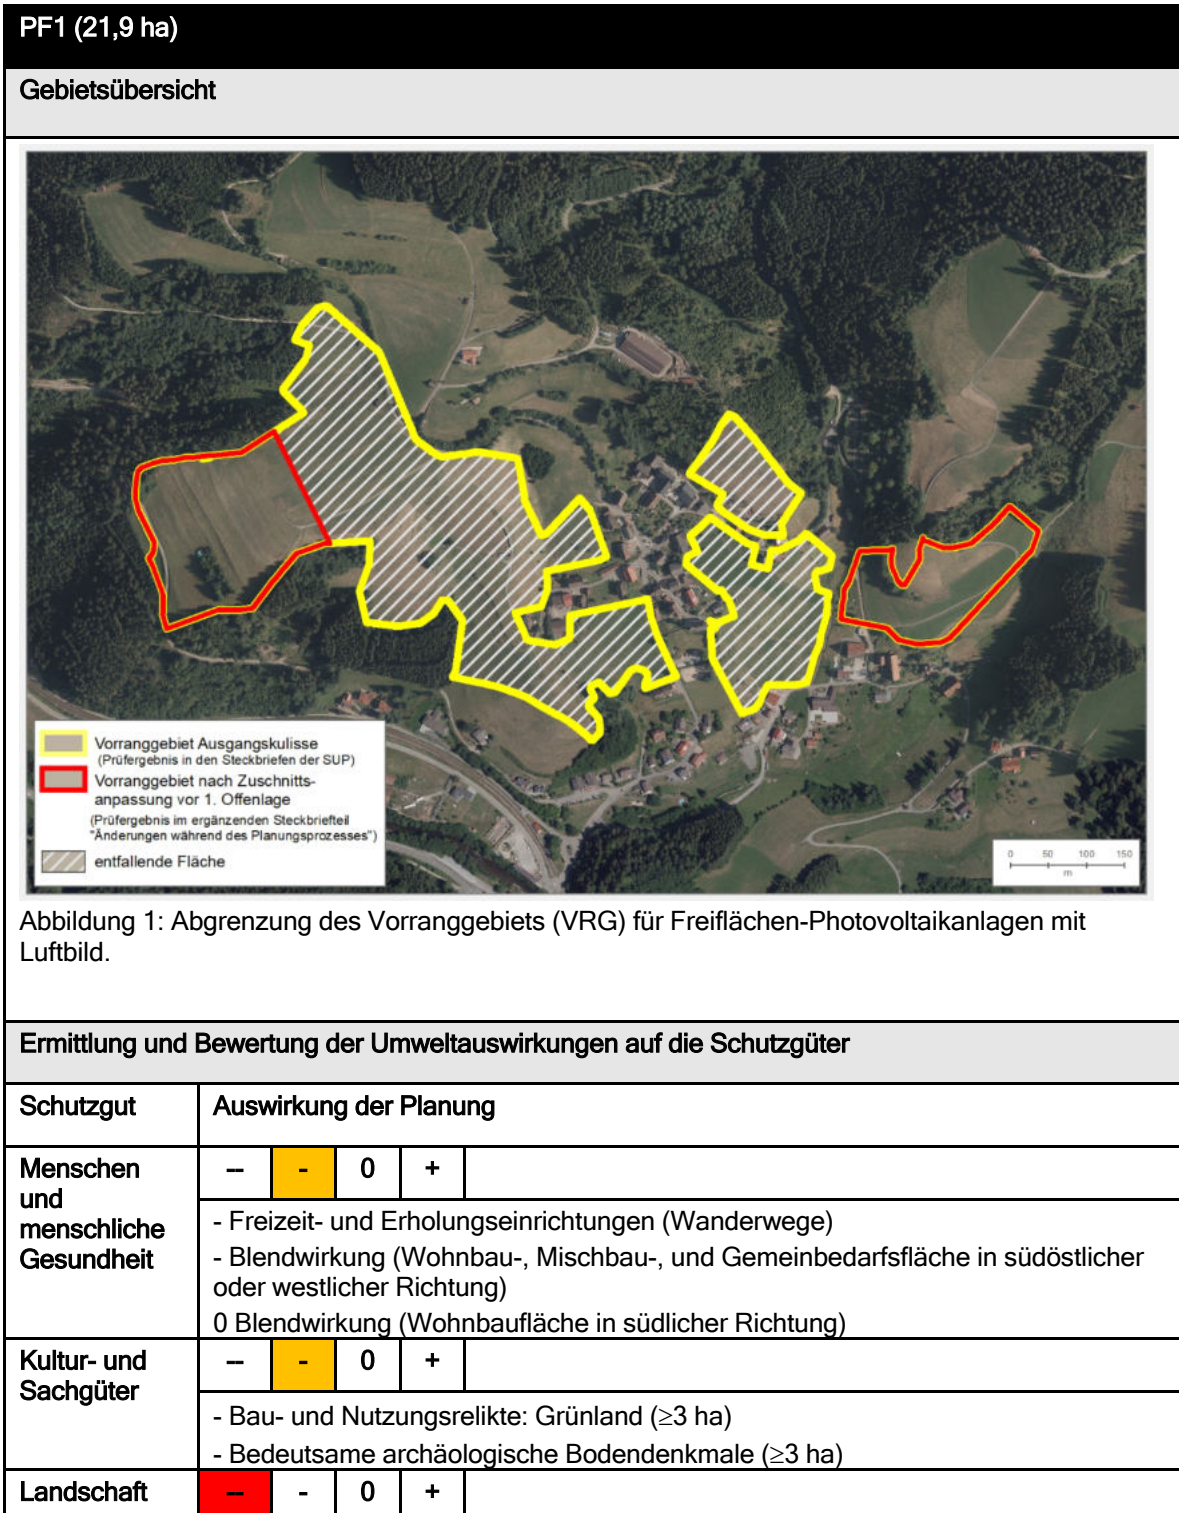 PF1 (21,9 ha)
Gebietsübersicht
Vorranggebiet Ausgangskulisse
(Prüfergebnis in den Steckbriefen der SUP)
Vorranggebiet nach Zuschnitts-
anpassung vor 1. Offenlage
(Prüfergebnis im ergänzenden Steckbriefteil
"Änderungen während des Planungsprozesses")
entfallende Fläche
0 50 100 150
m
Abbildung 1: Abgrenzung des Vorranggebiets (VRG) für Freiflächen-Photovoltaikanlagen mit
Luftbild.
Ermittlung und Bewertung der Umweltauswirkungen auf die Schutzgüter
Schutzgut Auswirkung der Planung
Menschen
und
menschliche
Gesundheit
-- - 0 +
- Freizeit- und Erholungseinrichtungen (Wanderwege)
- Blendwirkung (Wohnbau-, Mischbau-, und Gemeinbedarfsfläche in südöstlicher
oder westlicher Richtung)
0 Blendwirkung (Wohnbaufläche in südlicher Richtung)
Kultur- und
Sachgüter
-- - 0 +
- Bau- und Nutzungsrelikte: Grünland (≥3 ha)
- Bedeutsame archäologische Bodendenkmale (≥3 ha)
Landschaft -- - 0 +